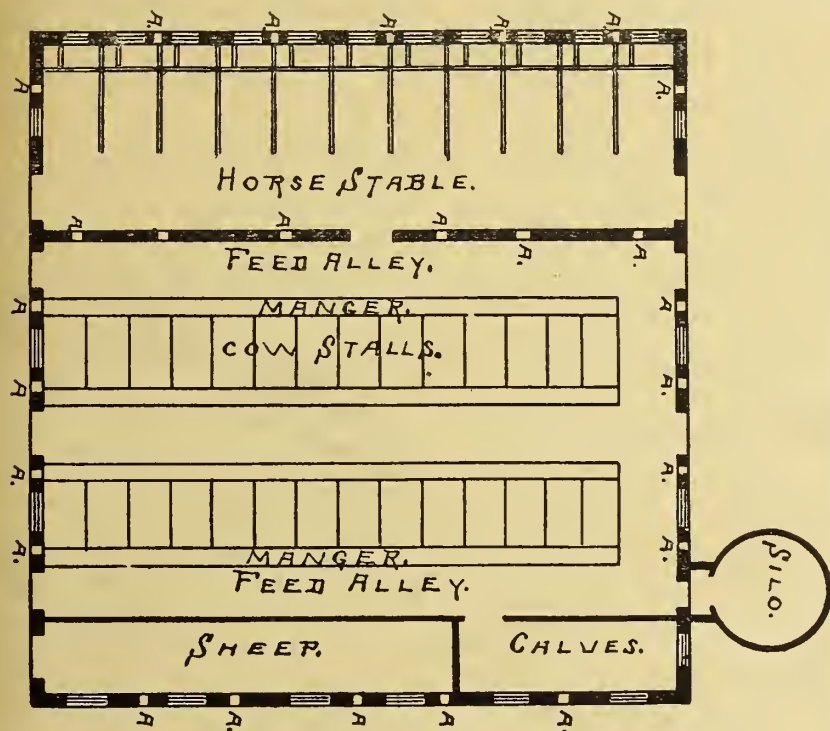 A. A. A. A. A.
A A.
HORSE STABLE.
A. A. A. A. A.
FEED ALLEY.
A MANGER. A
COW STALLS.
A A.
A. A.
MANGER.
A. A.
FEED ALLEY.
SILO.
SHEEP. CALVES.
A. A. A. A. A.